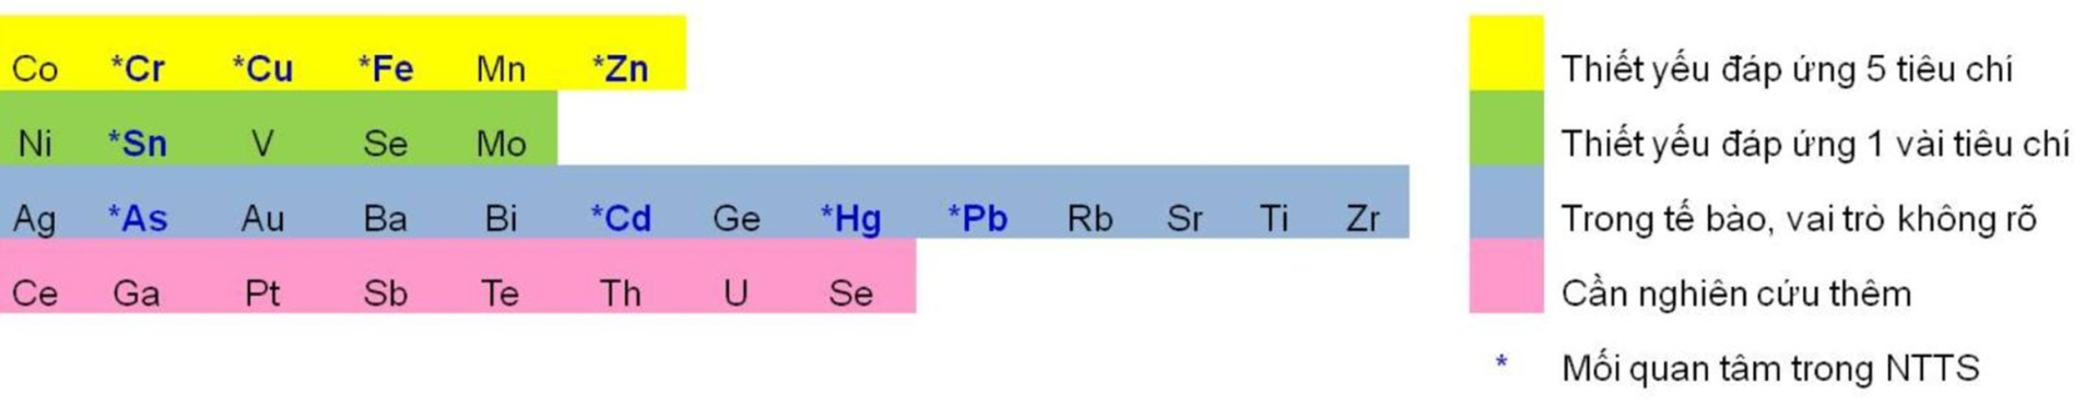 Co *Cr *Cu *Fe Mn *Zn
Thiết yếu đáp ứng 5 tiêu chí
Ni *Sn V Se Mo
Thiết yếu đáp ứng 1 vài tiêu chí
Ag *As Au Ba Bi *Cd Ge *Hg *Pb Rb Sr Ti Zr
Trong tế bào, vai trò không rõ
Ce Ga Pt Sb Te Th U Se
Cần nghiên cứu thêm
* Mối quan tâm trong NTTS